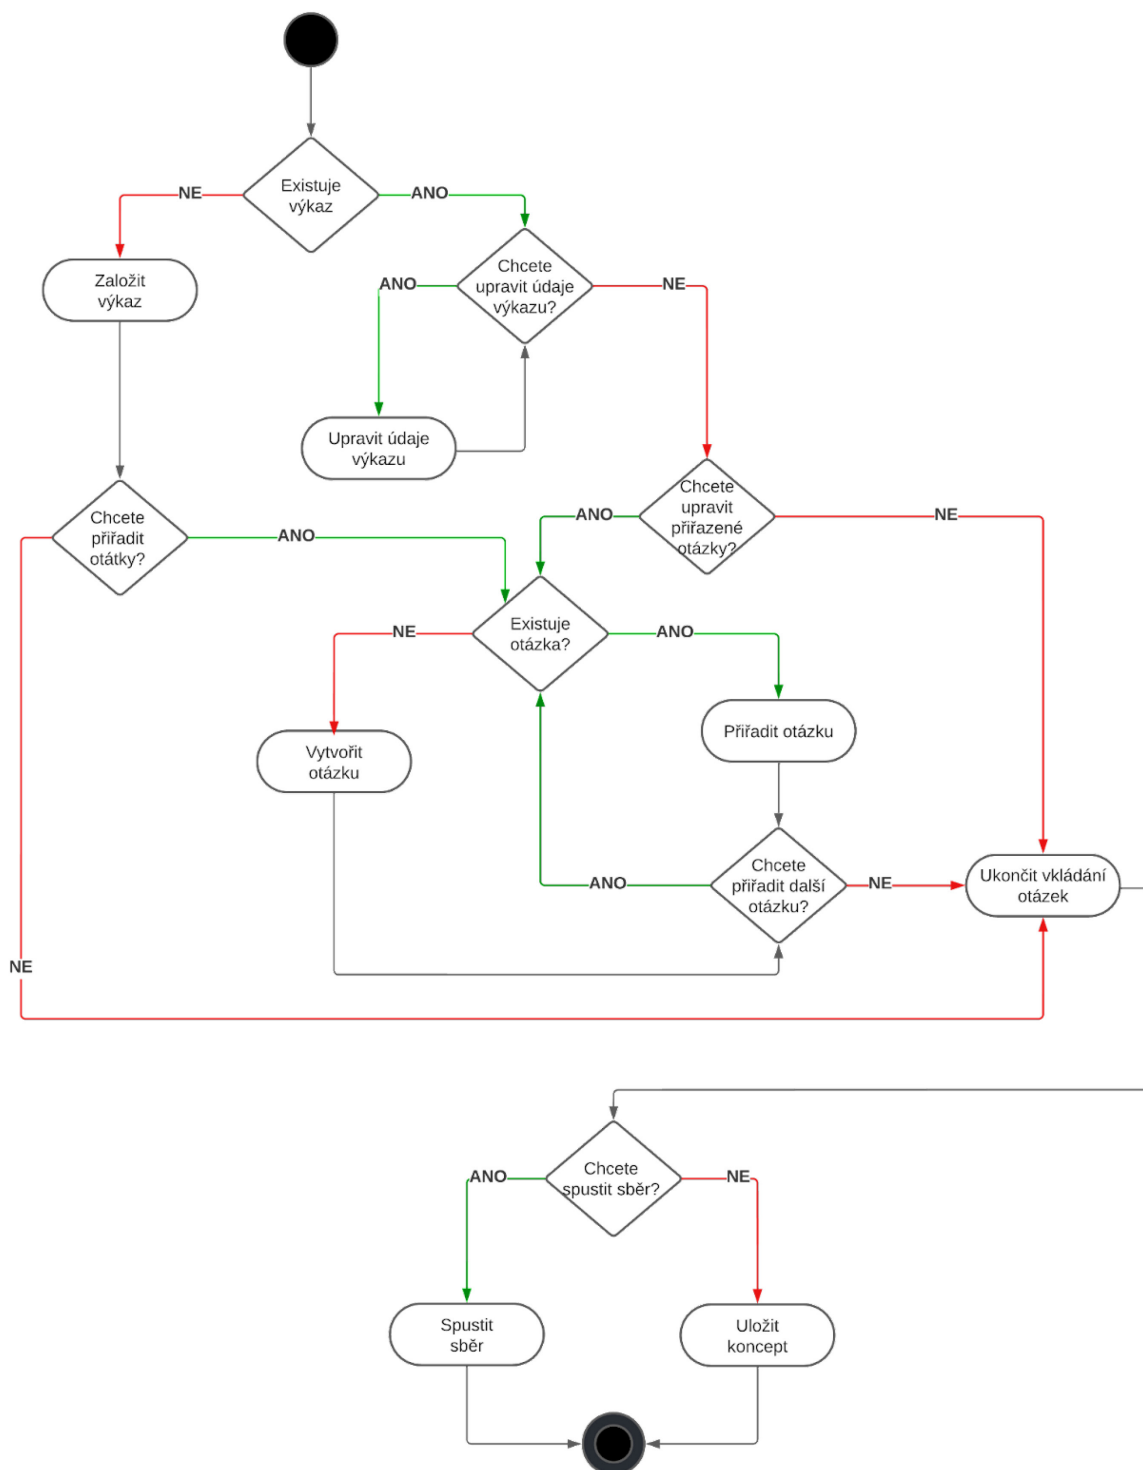 Existuje
výkaz
NE
ANO
Založit
výkaz
Chcete
upravit údaje
výkazu?
ANO
NE
Upravit údaje
výkazu
Chcete
přiřadit
otátky?
ANO
NE
Chcete
upravit
přiřazené
otázky?
ANO
NE
Existuje
otázka?
NE
ANO
Vytvořit
otázku
Přiřadit otázku
Chcete
přiřadit další
otázku?
ANO
NE
Ukončit vkládání
otázek
Chcete
spustit sběr?
ANO
NE
Spustit
sběr
Uložit
koncept